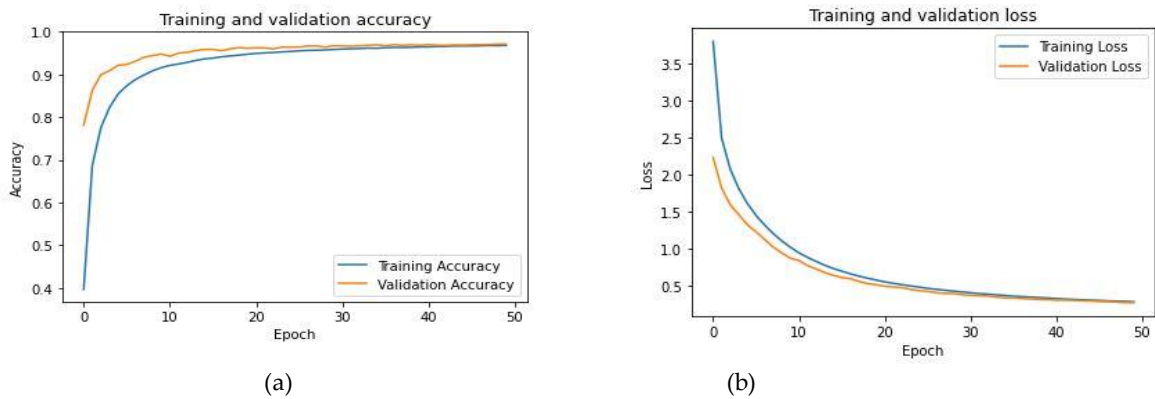 Training and validation accuracy
1.0
0.9
0.8
0.7
0.6
0.5
0.4
Accuracy
Training Accuracy
Validation Accuracy
0 10 20 30 40 50
Epoch
(a)
Training and validation loss
Training Loss
Validation Loss
3.5
3.0
2.5
2.0
1.5
1.0
0.5
Loss
0 10 20 30 40 50
Epoch
(b)